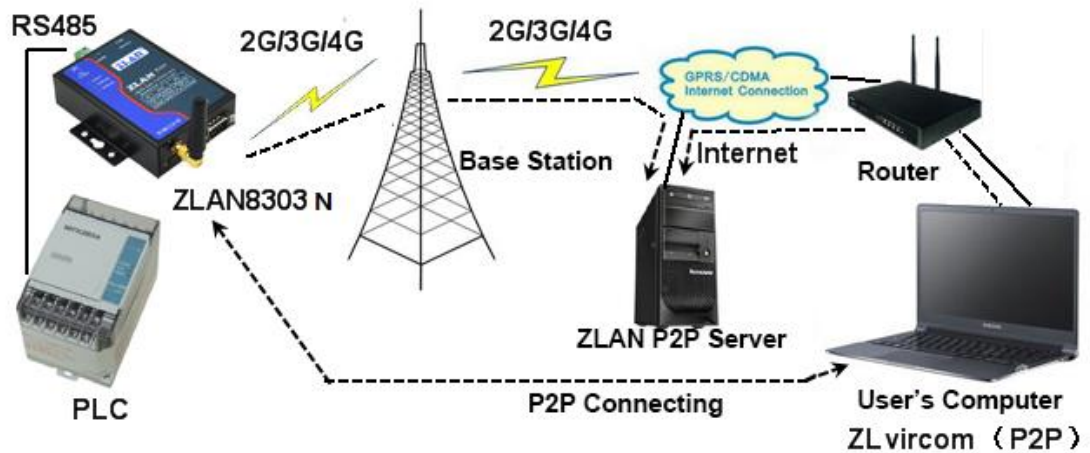 RS485
2G/3G/4G
2G/3G/4G
ZLAN
GPRS/CDMA
Internet Connection
Base Station
Internet
Router
ZLAN8303 N
ZLAN P2P Server
PLC
P2P Connecting
User's Computer
ZLvircom (P2P)